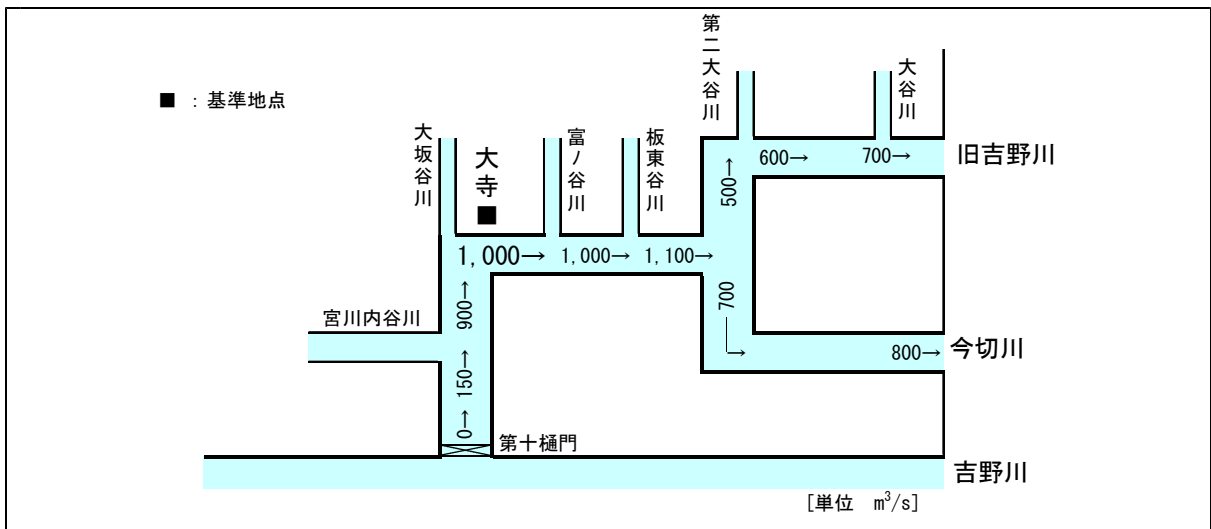 第二大谷川
大谷川
■ : 基準地点
大坂谷川
大寺
■
富ノ谷川
板東谷川
500→
600→
700→
旧吉野川
1,000→
1,000→
1,100→
900→
700→
宮川内谷川
150→
800→
今切川
0→
第十樋門
吉野川
[単位 m³/s]